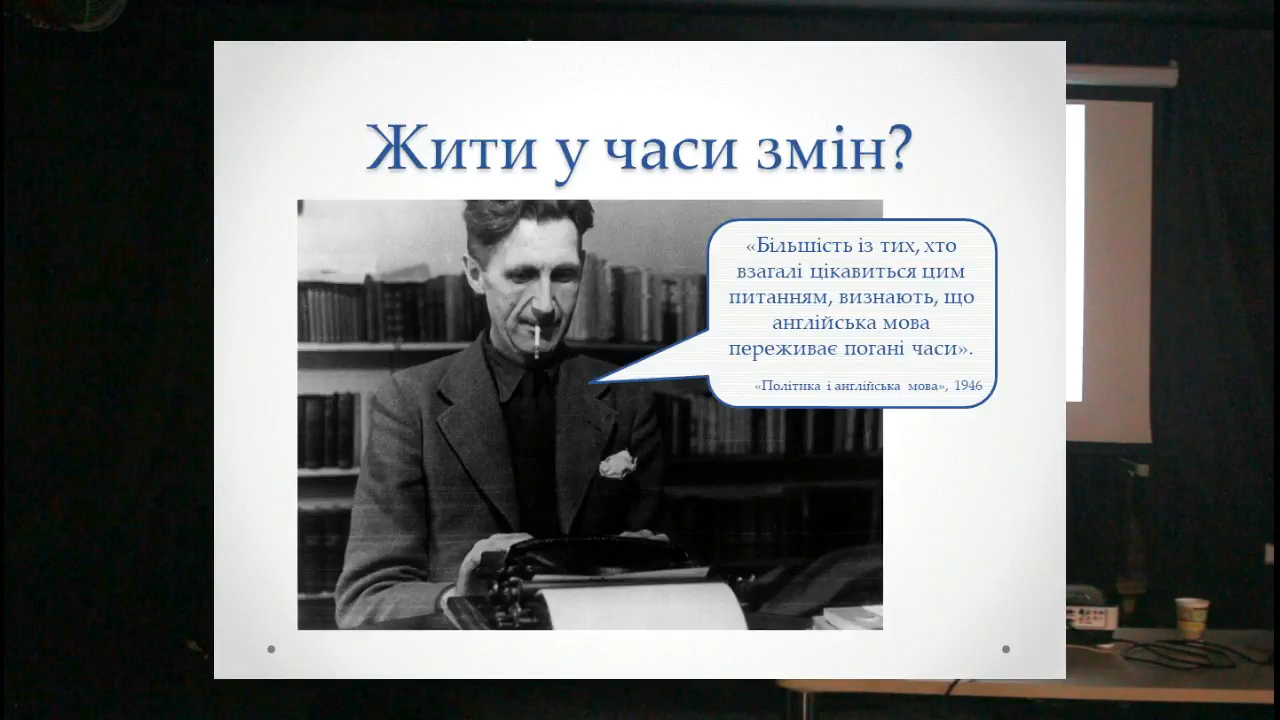 Жити у часи змін?
«Більшість із тих, хто
взагалі цікавиться цим
питанням, визнають, що
англійська мова
переживає погані часи».
«Політика і англійська мова», 1946